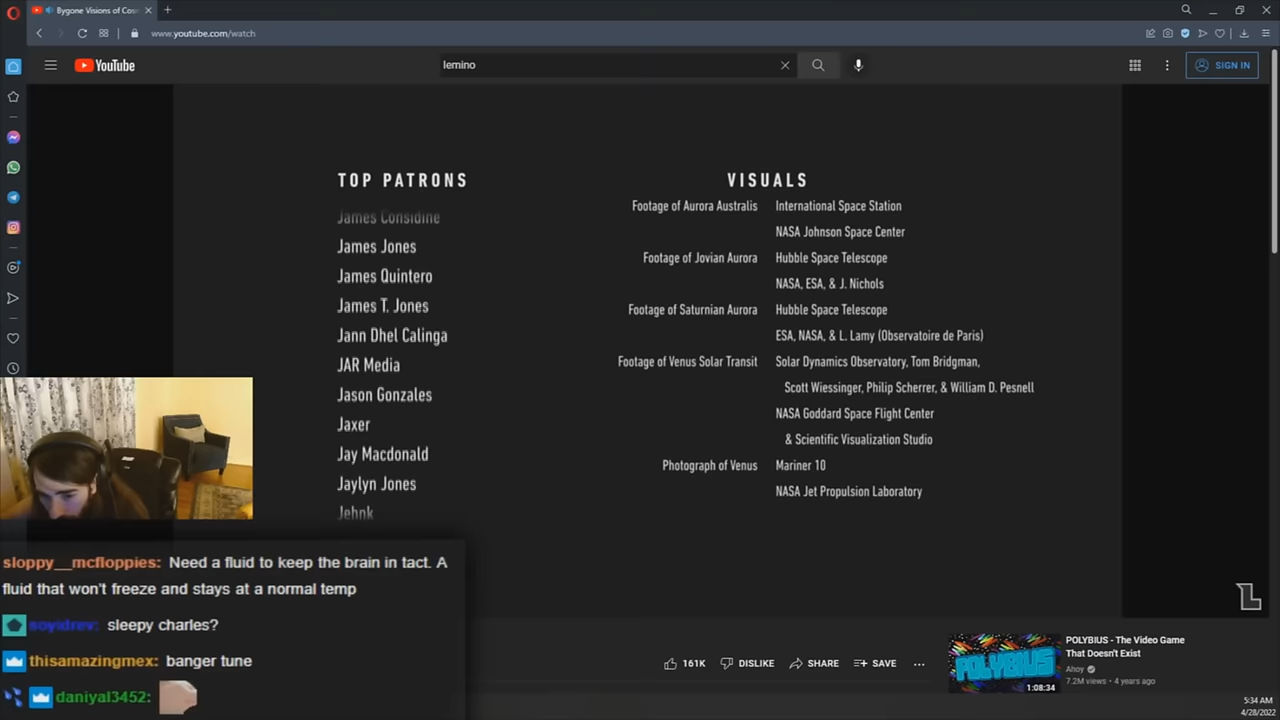 Bygone Visions of Cos
www.youtube.com/watch
YouTube
lemino
SIGN IN
TOP PATRONS
James Considine
James Jones
James Quintero
James T. Jones
Jann Dhel Calinga
JAR Media
Jason Gonzales
Jaxer
Jay Macdonald
Jaylyn Jones
Jehnk
VISUALS
Footage of Aurora Australis International Space Station
NASA Johnson Space Center
Footage of Jovian Aurora Hubble Space Telescope
NASA, ESA, & J. Nichols
Footage of Saturnian Aurora Hubble Space Telescope
ESA, NASA, & L. Lamy (Observatoire de Paris)
Footage of Venus Solar Transit Solar Dynamics Observatory, Tom Bridgman,
Scott Wiessinger, Philip Scherrer, & William D. Pesnell
NASA Goddard Space Flight Center
& Scientific Visualization Studio
Photograph of Venus Mariner 10
NASA Jet Propulsion Laboratory
sloppy__mcfloppies: Need a fluid to keep the brain in tact. A
fluid that won't freeze and stays at a normal temp
soyidrev: sleepy charles?
thisamazingmex: banger tune
daniyal3452:
161K DISLIKE SHARE SAVE
POLYBIUS
1:08:34
POLYBIUS - The Video Game
That Doesn't Exist
Ahoy
7.2M views • 4 years ago
5:34 AM
4/28/2022